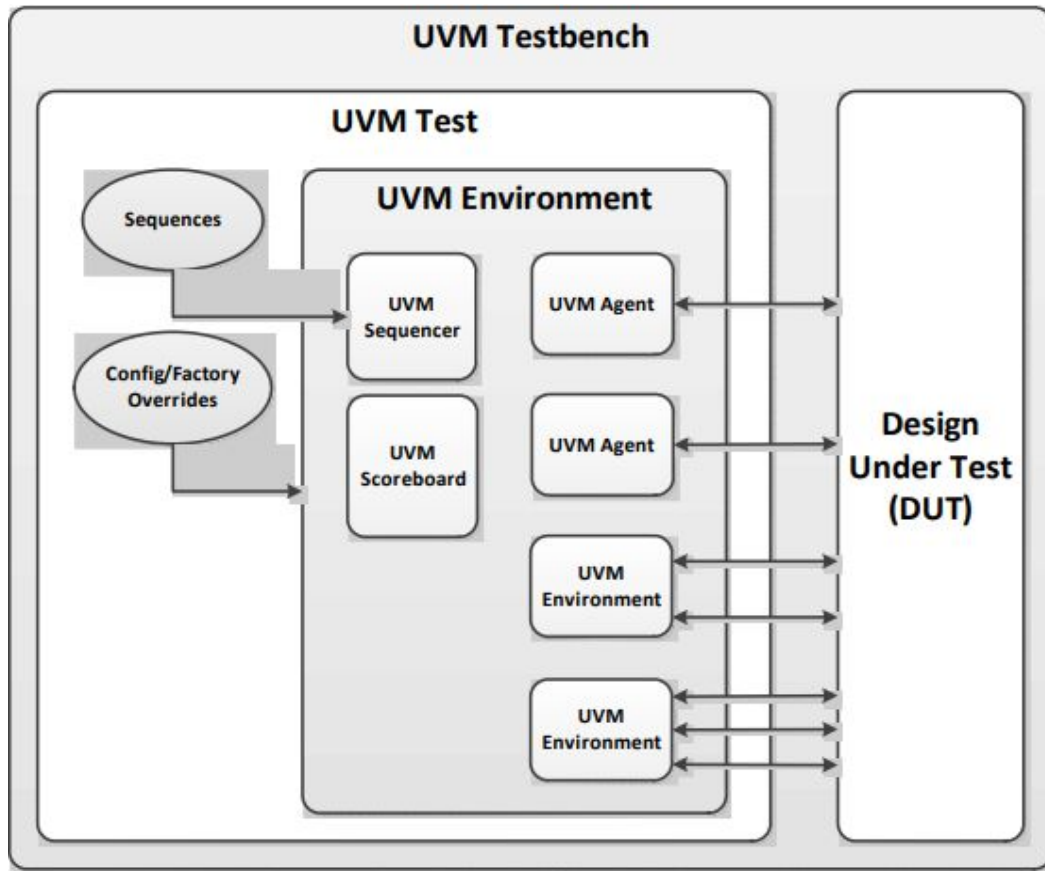 UVM Testbench
UVM Test
Sequences
Config/Factory
Overrides
UVM Environment
UVM
Sequencer
UVM
Scoreboard
UVM Agent
UVM Agent
UVM
Environment
UVM
Environment
Design
Under Test
(DUT)